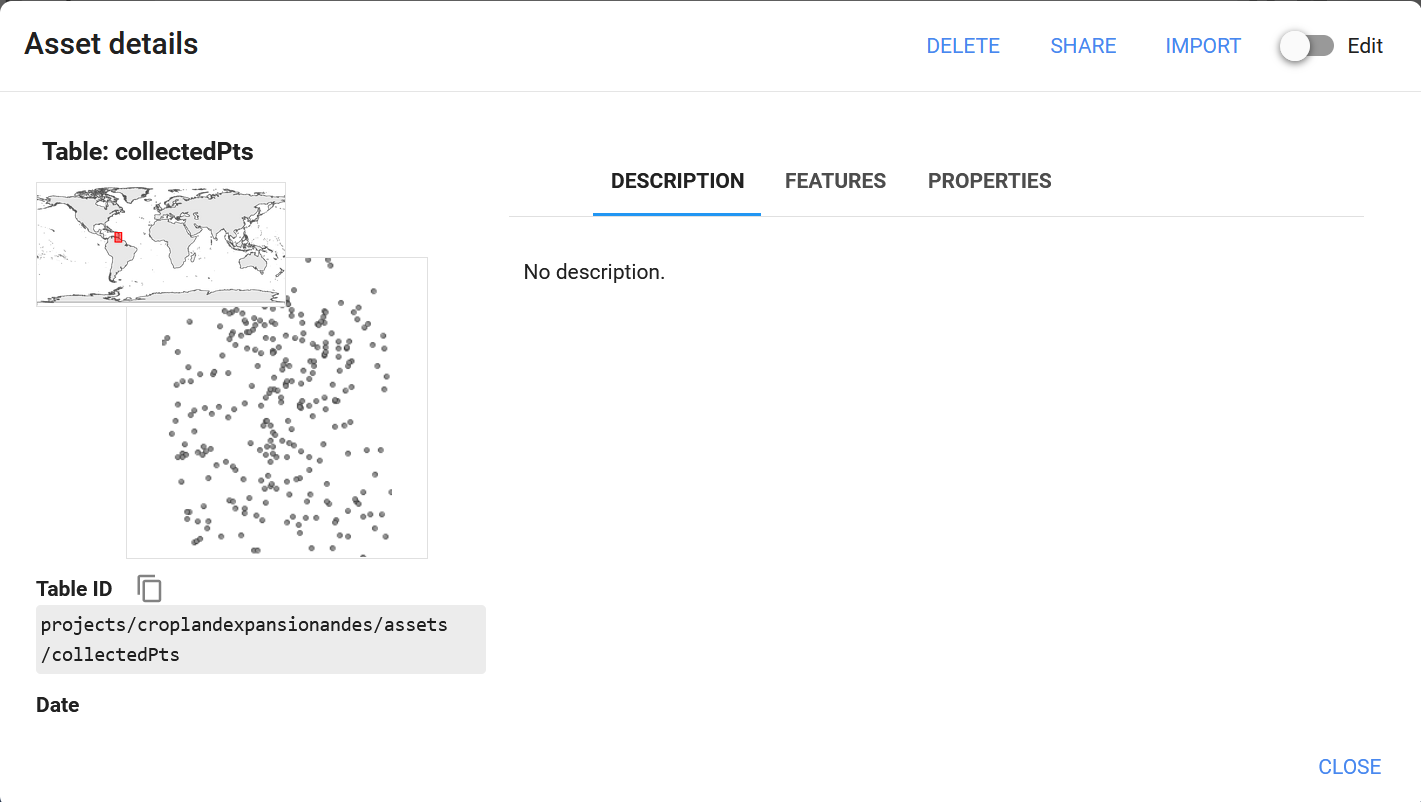 Asset details
DELETE
SHARE
IMPORT
Edit
Table: collectedPts
DESCRIPTION
FEATURES
PROPERTIES
No description.
Table ID
projects/croplandexpansionandes/assets
/collectedPts
Date
CLOSE